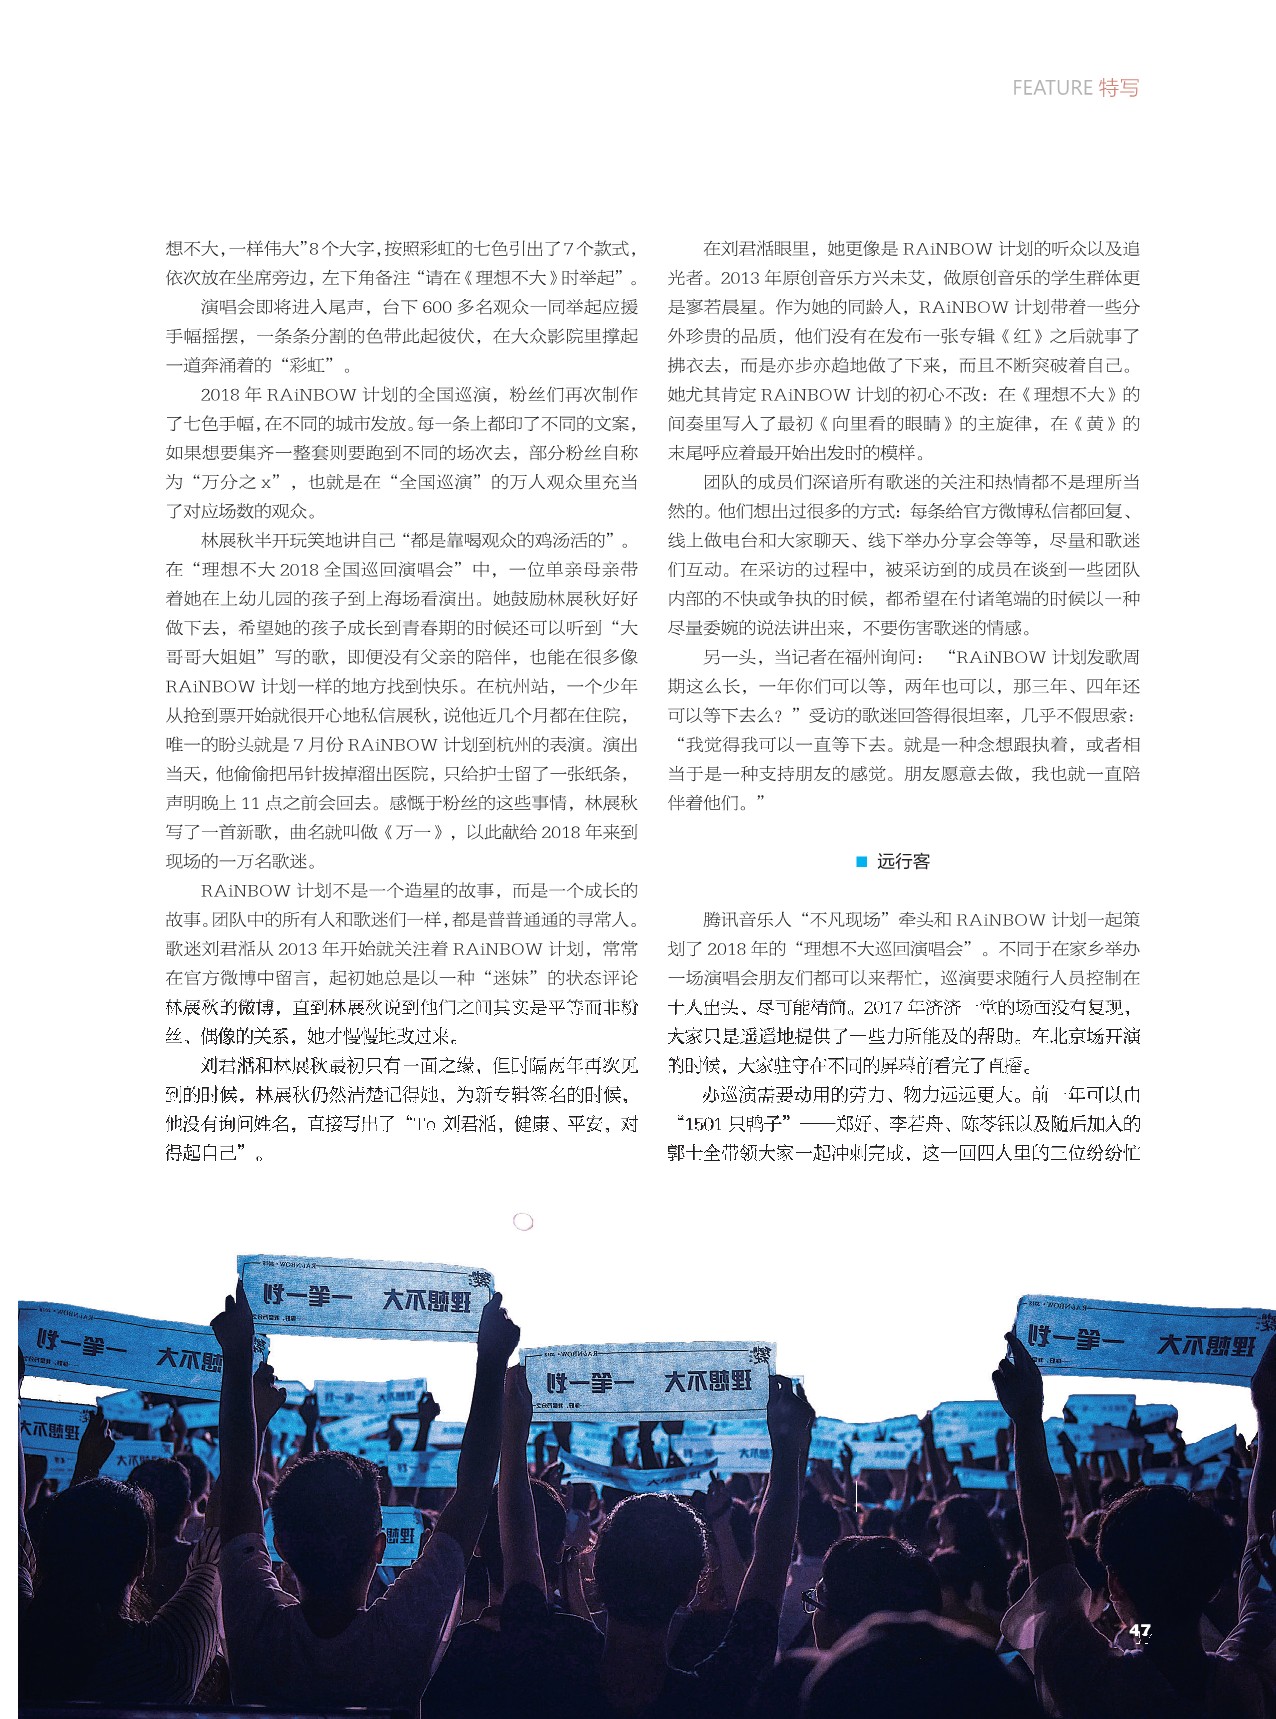 FEATURE 特写
想不大，一样伟大”8个大字，按照彩虹的七色引出了7个款式，
依次放在坐席旁边，左下角备注“请在《理想不大》时举起”。
演唱会即将进入尾声，台下 600 多名观众一同举起应援
手幅摇摆，一条条分割的色带此起彼伏，在大众影院里撑起
一道奔涌着的“彩虹”。
2018 年 RAiNBOW 计划的全国巡演，粉丝们再次制作
了七色手幅，在不同的城市发放。每一条上都印了不同的文案，
如果想要集齐一整套则要跑到不同的场次去，部分粉丝自称
为“万分之 x”，也就是在“全国巡演”的万人观众里充当
了对应场数的观众。
林展秋半开玩笑地讲自己“都是靠喝观众的鸡汤活的”。
在“理想不大 2018 全国巡回演唱会”中，一位单亲母亲带
着她在上幼儿园的孩子到上海场看演出。她鼓励林展秋好好
做下去，希望她的孩子成长到青春期的时候还可以听到“大
哥哥大姐姐”写的歌，即便没有父亲的陪伴，也能在很多像
RAiNBOW 计划一样的地方找到快乐。在杭州站，一个少年
从抢到票开始就很开心地私信展秋，说他近几个月都在住院，
唯一的盼头就是 7 月份 RAiNBOW 计划到杭州的表演。演出
当天，他偷偷把吊针拔掉溜出医院，只给护士留了一张纸条，
声明晚上 11 点之前会回去。感慨于粉丝的这些事情，林展秋
写了一首新歌，曲名就叫做《万一》，以此献给 2018 年来到
现场的一万名歌迷。
RAiNBOW 计划不是一个造星的故事，而是一个成长的
故事。团队中的所有人和歌迷们一样，都是普普通通的寻常人。
歌迷刘君湉从 2013 年开始就关注着 RAiNBOW 计划，常常
在官方微博中留言，起初她总是以一种“迷妹”的状态评论
林展秋的微博，直到林展秋说到他们之间其实是平等而非粉
丝、偶像的关系，她才慢慢地改过来。
刘君湉和林展秋最初只有一面之缘，但时隔两年再次见
到的时候，林展秋仍然清楚记得她，为新专辑签名的时候，
他没有询问姓名，直接写出了“To 刘君湉，健康、平安，对
得起自己”。
在刘君湉眼里，她更像是 RAiNBOW 计划的听众以及追
光者。2013 年原创音乐方兴未艾，做原创音乐的学生群体更
是寥若晨星。作为她的同龄人，RAiNBOW 计划带着一些分
外珍贵的品质，他们没有在发布一张专辑《红》之后就事了
拂衣去，而是亦步亦趋地做了下来，而且不断突破着自己。
她尤其肯定 RAiNBOW 计划的初心不改：在《理想不大》的
间奏里写入了最初《向里看的眼睛》的主旋律，在《黄》的
末尾呼应着最开始出发时的模样。
团队的成员们深谙所有歌迷的关注和热情都不是理所当
然的。他们想出过很多的方式：每条给官方微博私信都回复、
线上做电台和大家聊天、线下举办分享会等等，尽量和歌迷
们互动。在采访的过程中，被采访到的成员在谈到一些团队
内部的不快或争执的时候，都希望在付诸笔端的时候以一种
尽量委婉的说法讲出来，不要伤害歌迷的情感。
另一头，当记者在福州询问：“RAiNBOW 计划发歌周
期这么长，一年你们可以等，两年也可以，那三年、四年还
可以等下去么？”受访的歌迷回答得很坦率，几乎不假思索：
“我觉得我可以一直等下去。就是一种念想跟执着，或者相
当于是一种支持朋友的感觉。朋友愿意去做，我也就一直陪
伴着他们。”
■ 远行客
腾讯音乐人“不凡现场”牵头和 RAiNBOW 计划一起策
划了 2018 年的“理想不大巡回演唱会”。不同于在家乡举办
一场演唱会朋友们都可以来帮忙，巡演要求随行人员控制在
十人出头，尽可能精简。2017 年济济一堂的场面没有复现，
大家只是遥遥地提供了一些力所能及的帮助。在北京场开演
的时候，大家驻守在不同的屏幕前看完了直播。
办巡演需要动用的劳力、物力远远更大。前一年可以由
“1501 只鸭子”——郑妤、李若舟、陈苓钰以及随后加入的
郭士全带领大家一起冲刺完成，这一回四人里的三位纷纷忙
理想不大 一笔一划
理想不大 一笔一划
理想不大 一笔一划
理想不大 一笔一划
47